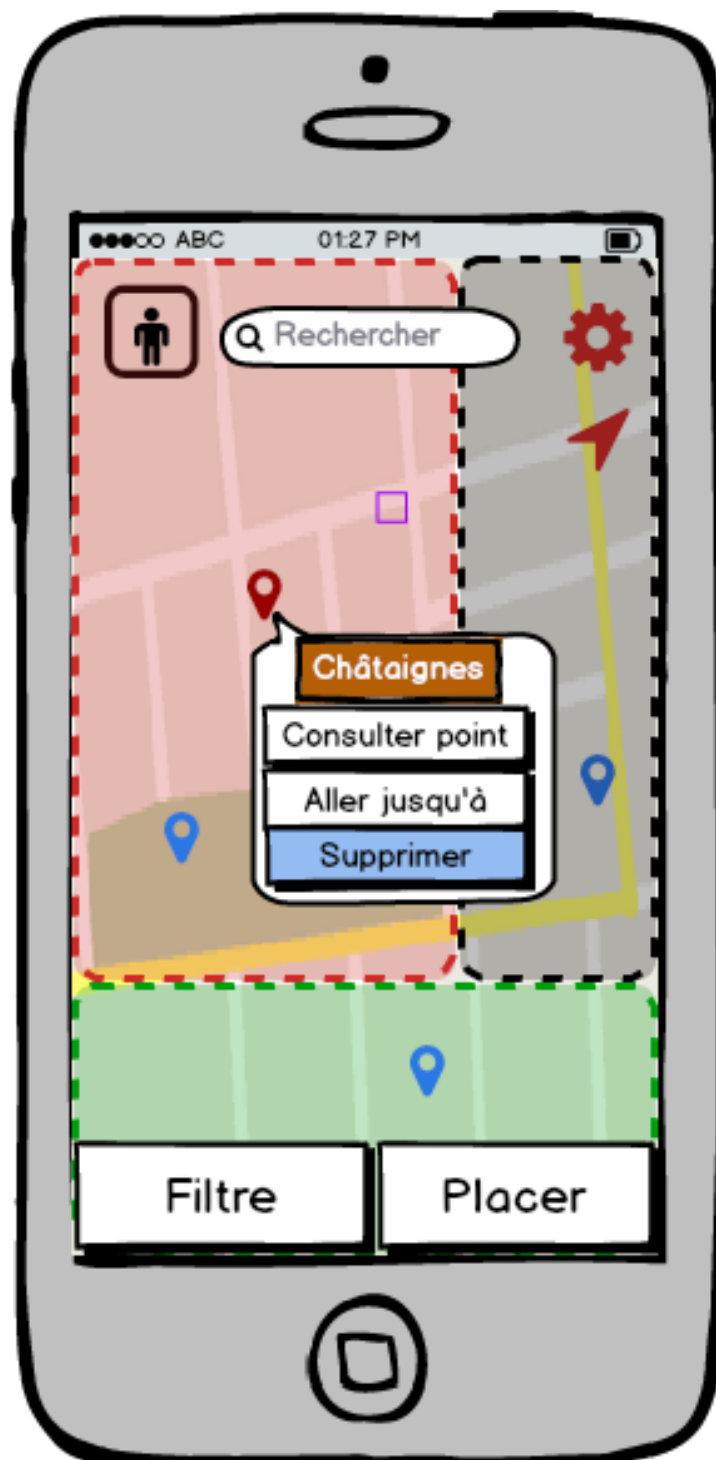 ABC 01:27 PM
Rechercher
Châtaignes
Consulter point
Aller jusqu'à
Supprimer
Filtre Placer